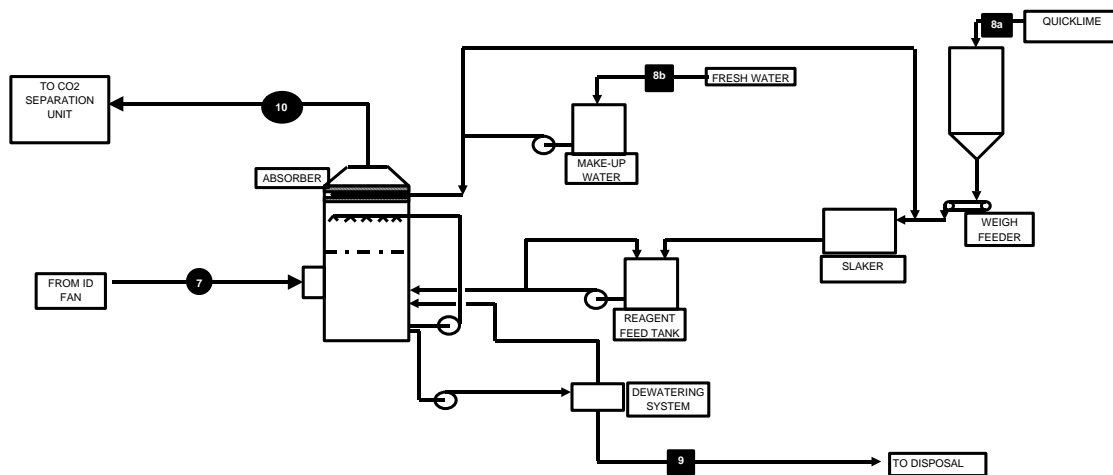 8a
QUICKLIME
8b
FRESH WATER
TO CO2
SEPARATION
UNIT
10
MAKE-UP
WATER
ABSORBER
WEIGH
FEEDER
SLAKER
FROM ID
FAN
7
REAGENT
FEED TANK
DEWATERING
SYSTEM
9
TO DISPOSAL